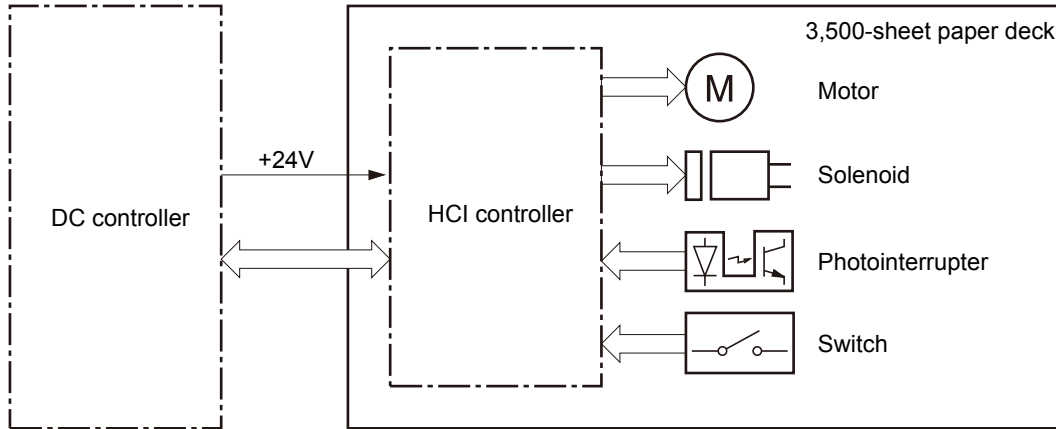 3,500-sheet paper deck
M
Motor
+24V
Solenoid
DC controller
HCI controller
Photointerrupter
Switch